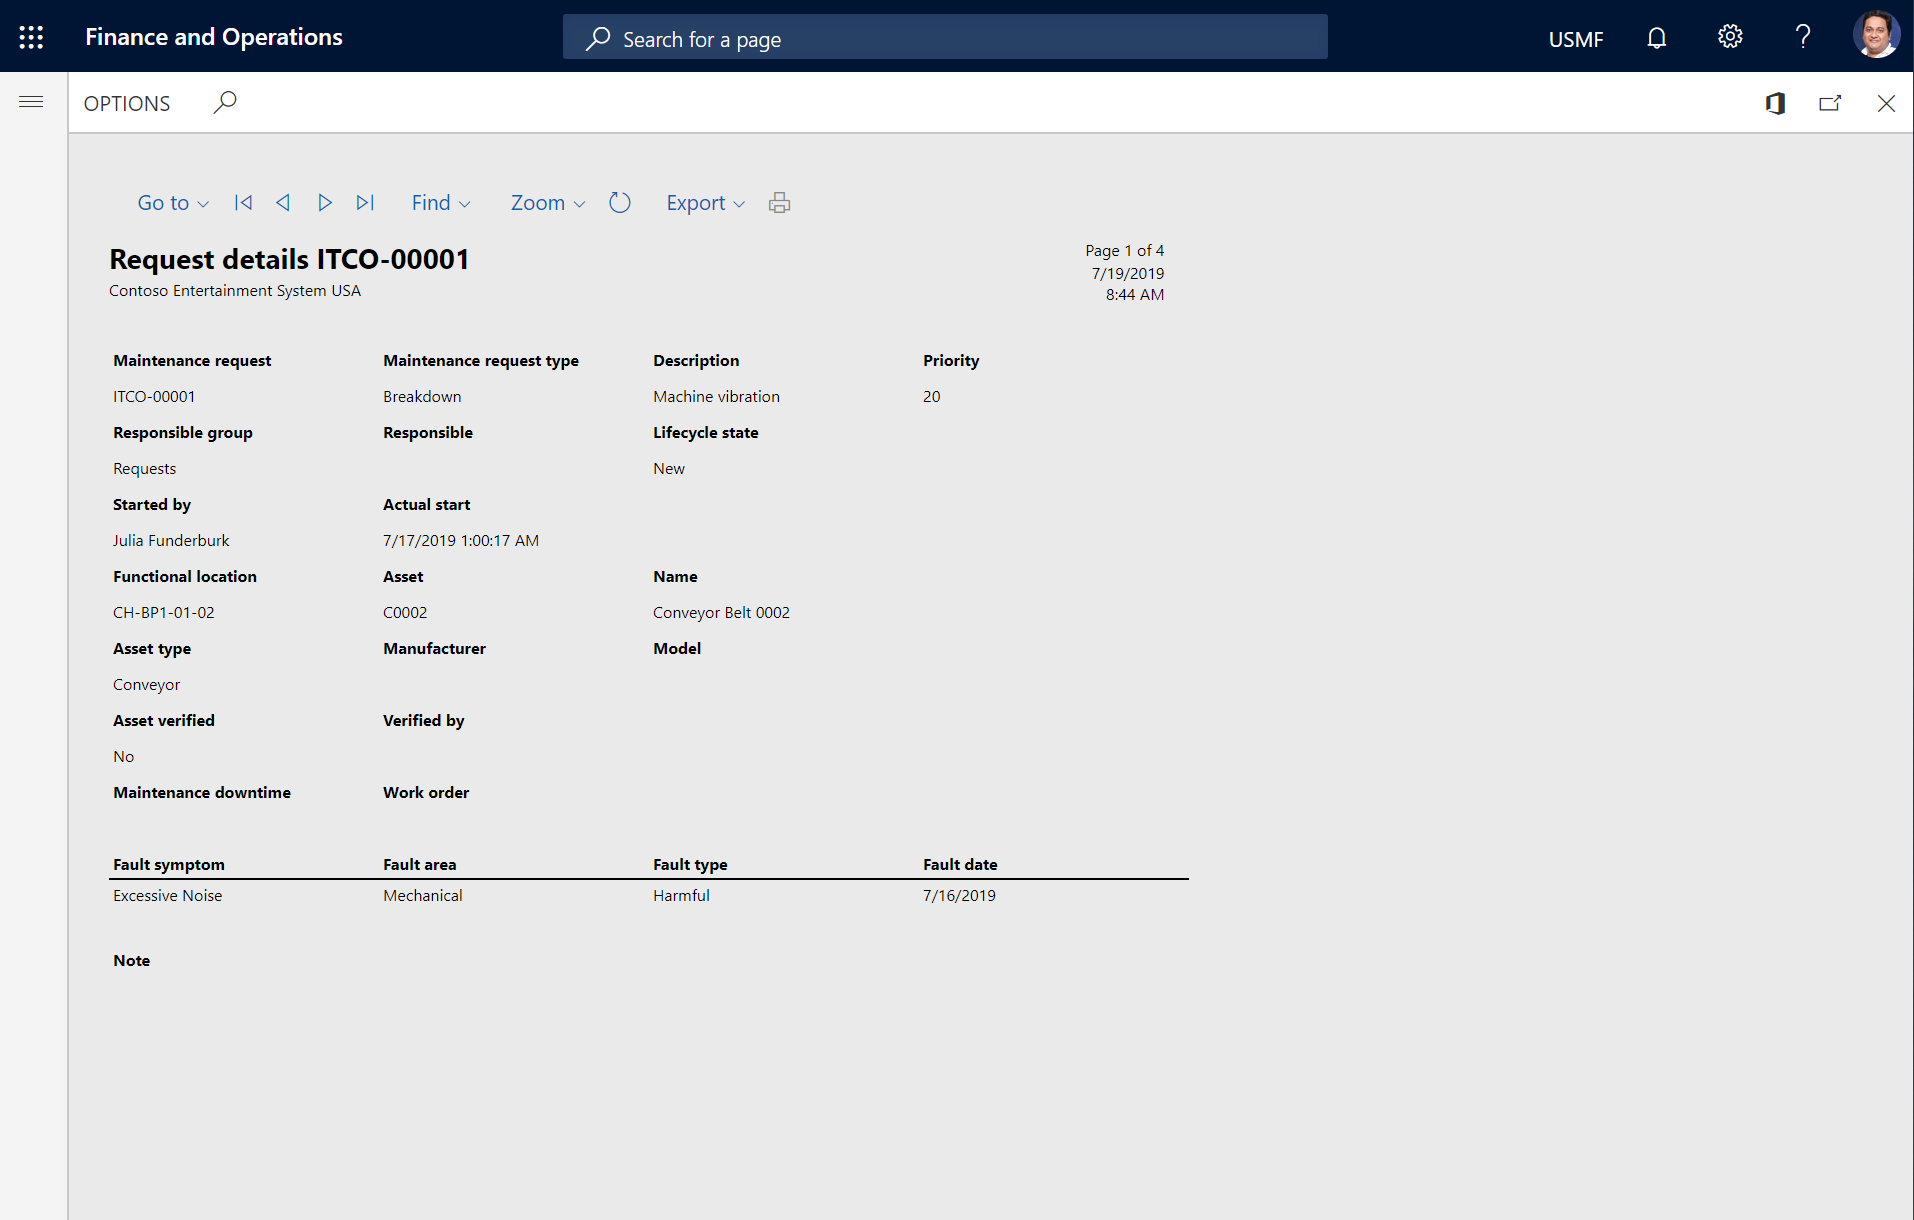 Finance and Operations
Search for a page
USMF
OPTIONS
Go to
Find
Zoom
Export
Request details ITCO-00001
Contoso Entertainment System USA
Page 1 of 4
7/19/2019
8:44 AM
Maintenance request Maintenance request type Description Priority
ITCO-00001 Breakdown Machine vibration 20
Responsible group Responsible Lifecycle state
Requests New
Started by Actual start
Julia Funderburk 7/17/2019 1:00:17 AM
Functional location Asset Name
CH-BP1-01-02 C0002 Conveyor Belt 0002
Asset type Manufacturer Model
Conveyor
Asset verified Verified by
No
Maintenance downtime Work order
Fault symptom Fault area Fault type Fault date
Excessive Noise Mechanical Harmful 7/16/2019
Note